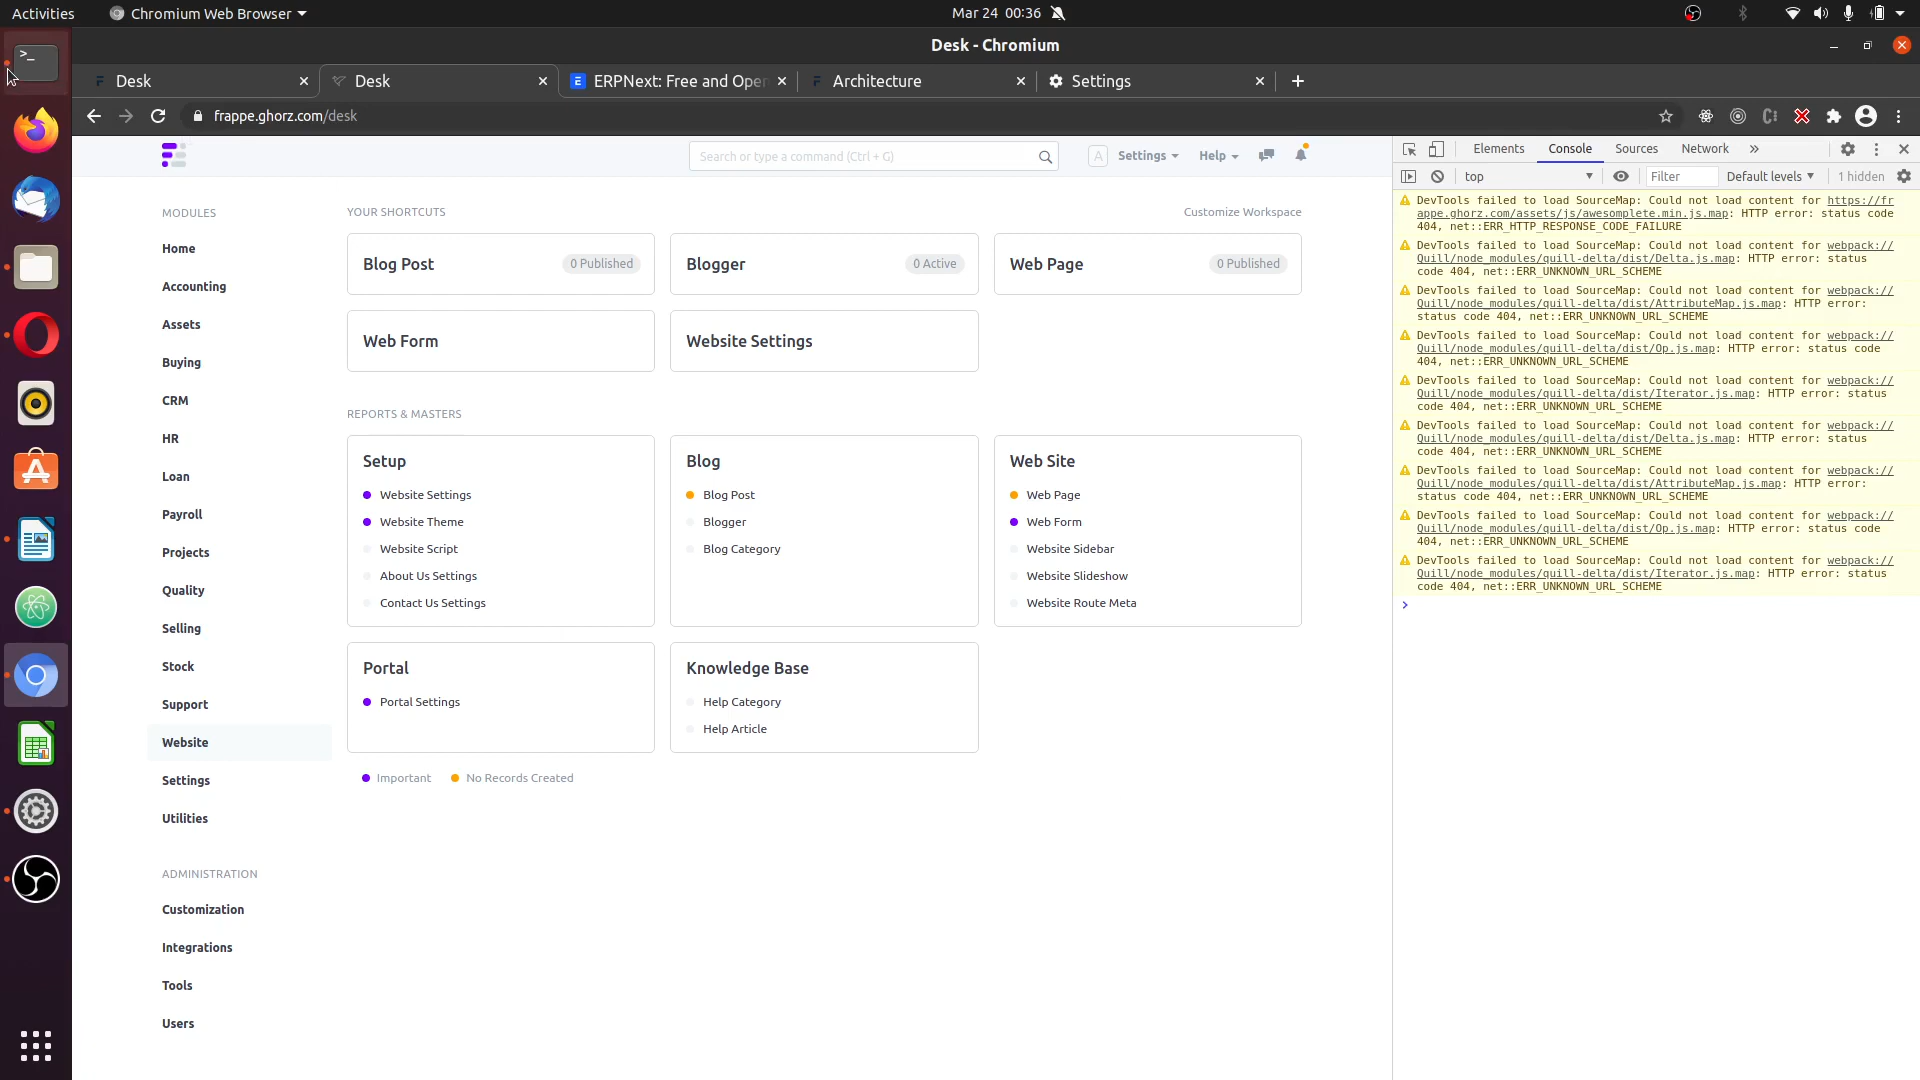 Activities
Chromium Web Browser
Mar 24 00:36
Desk - Chromium
Desk
Desk
ERPNext: Free and Ope
Architecture
Settings
frappe.ghorz.com/desk
Search or type a command (Ctrl + G)
A
Settings
Help
MODULES
Home
Accounting
Assets
Buying
CRM
HR
Loan
Payroll
Projects
Quality
Selling
Stock
Support
Website
Settings
Utilities
ADMINISTRATION
Customization
Integrations
Tools
Users
YOUR SHORTCUTS
Customize Workspace
Blog Post
0 Published
Blogger
0 Active
Web Page
0 Published
Web Form
Website Settings
REPORTS & MASTERS
Setup
Website Settings
Website Theme
Website Script
About Us Settings
Contact Us Settings
Blog
Blog Post
Blogger
Blog Category
Web Site
Web Page
Web Form
Website Sidebar
Website Slideshow
Website Route Meta
Portal
Portal Settings
Knowledge Base
Help Category
Help Article
Important
No Records Created
Elements
Console
Sources
Network
top
Filter
Default levels
1 hidden
DevTools failed to load SourceMap: Could not load content for https://fr
appe.ghorz.com/assets/js/awesomplete.min.js.map: HTTP error: status code
404, net::ERR_HTTP_RESPONSE_CODE_FAILURE
DevTools failed to load SourceMap: Could not load content for webpack://
Quill/node_modules/quill-delta/dist/Delta.js.map: HTTP error: status
code 404, net::ERR_UNKNOWN_URL_SCHEME
DevTools failed to load SourceMap: Could not load content for webpack://
Quill/node_modules/quill-delta/dist/AttributeMap.js.map: HTTP error:
status code 404, net::ERR_UNKNOWN_URL_SCHEME
DevTools failed to load SourceMap: Could not load content for webpack://
Quill/node_modules/quill-delta/dist/Op.js.map: HTTP error: status code
404, net::ERR_UNKNOWN_URL_SCHEME
DevTools failed to load SourceMap: Could not load content for webpack://
Quill/node_modules/quill-delta/dist/Iterator.js.map: HTTP error: status
code 404, net::ERR_UNKNOWN_URL_SCHEME
DevTools failed to load SourceMap: Could not load content for webpack://
Quill/node_modules/quill-delta/dist/Delta.js.map: HTTP error: status
code 404, net::ERR_UNKNOWN_URL_SCHEME
DevTools failed to load SourceMap: Could not load content for webpack://
Quill/node_modules/quill-delta/dist/AttributeMap.js.map: HTTP error:
status code 404, net::ERR_UNKNOWN_URL_SCHEME
DevTools failed to load SourceMap: Could not load content for webpack://
Quill/node_modules/quill-delta/dist/Op.js.map: HTTP error: status code
404, net::ERR_UNKNOWN_URL_SCHEME
DevTools failed to load SourceMap: Could not load content for webpack://
Quill/node_modules/quill-delta/dist/Iterator.js.map: HTTP error: status
code 404, net::ERR_UNKNOWN_URL_SCHEME